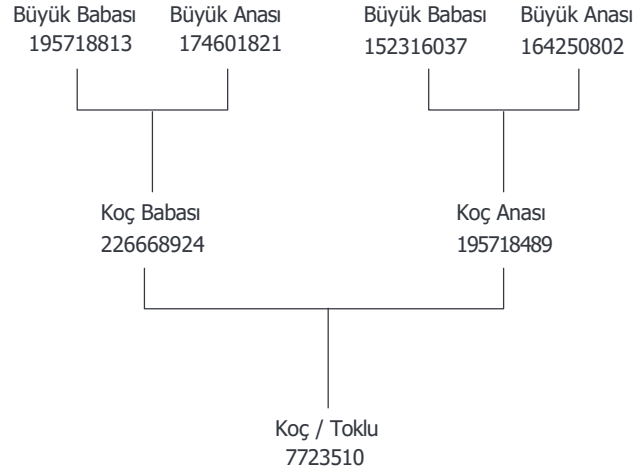 Büyük Babası Büyük Anası Büyük Babası Büyük Anası
195718813 174601821 152316037 164250802
Koç Babası Koç Anası
226668924 195718489
Koç / Toklu
7723510